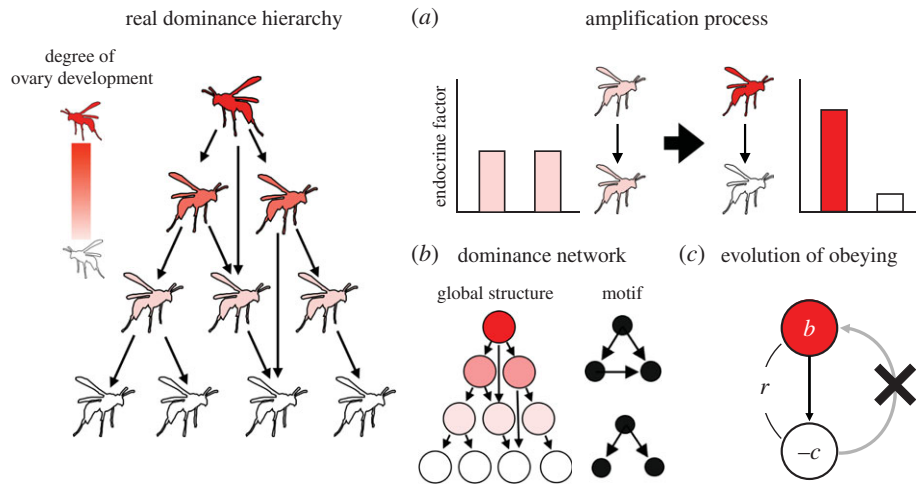 real dominance hierarchy
degree of
ovary development
(a)
amplification process
endocrine factor
(b)
dominance network
global structure
motif
(c)
evolution of obeying
b
r
–c